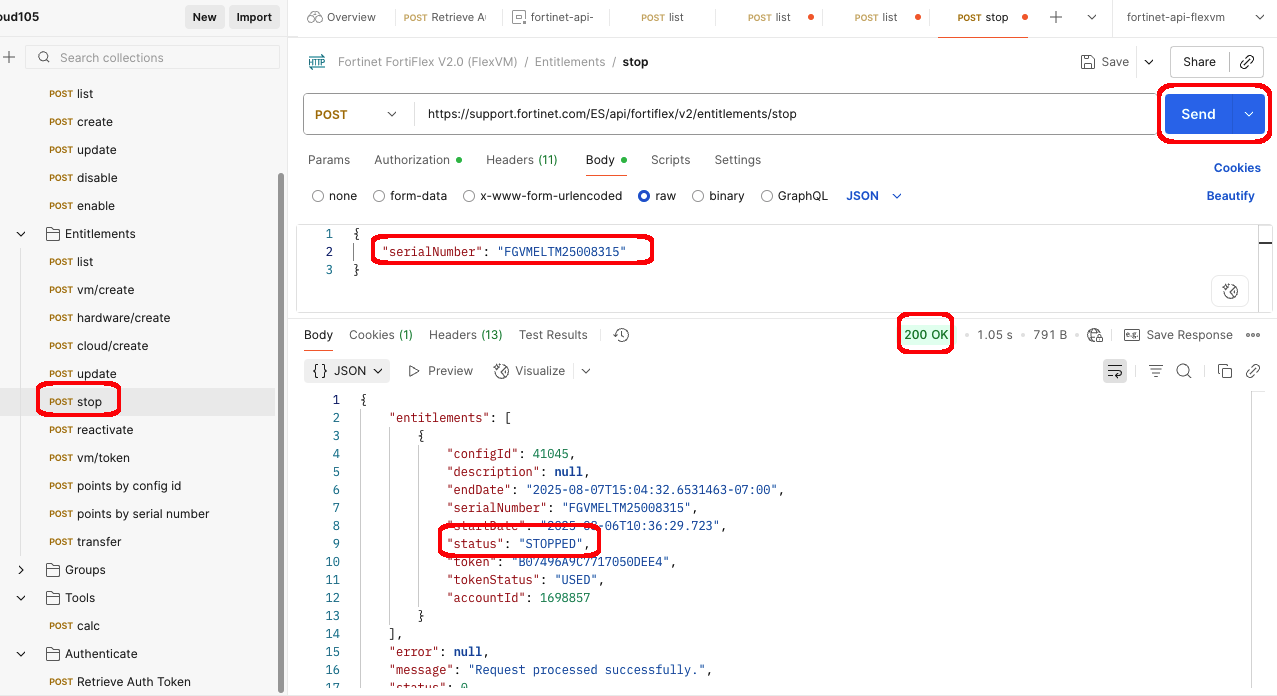 oud105
New
Import
Overview
POST Retrieve Au
fortinet-api-
POST list
POST list
POST list
POST stop
fortinet-api-flexvm
Search collections
POST list
POST create
POST update
POST disable
POST enable
Entitlements
POST list
POST vm/create
POST hardware/create
POST cloud/create
POST update
POST stop
POST reactivate
POST vm/token
POST points by config id
POST points by serial number
POST transfer
Groups
Tools
POST calc
Authenticate
POST Retrieve Auth Token
HTTP Fortinet FortiFlex V2.0 (FlexVM) / Entitlements / stop
Save
Share
POST
https://support.fortinet.com/ES/api/fortiflex/v2/entitlements/stop
Send
Params Authorization Headers (11) Body Scripts Settings
Cookies
none form-data x-www-form-urlencoded raw binary GraphQL JSON
Beautify
1 {
2 "serialNumber": "FGVMELTM25008315"
3 }
Body Cookies (1) Headers (13) Test Results
200 OK 1.05 s 791 B e.g. Save Response
{} JSON Preview Visualize
1 {
2 "entitlements": [
3 {
4 "configId": 41045,
5 "description": null,
6 "endDate": "2025-08-07T15:04:32.6531463-07:00",
7 "serialNumber": "FGVMELTM25008315",
8 "startDate": "2025-08-06T10:36:29.723",
9 "status": "STOPPED",
10 "token": "B07496A9C7717050DEE4",
11 "tokenStatus": "USED",
12 "accountId": 1698857
13 }
14 ],
15 "error": null,
16 "message": "Request processed successfully.",
17 "status": 0